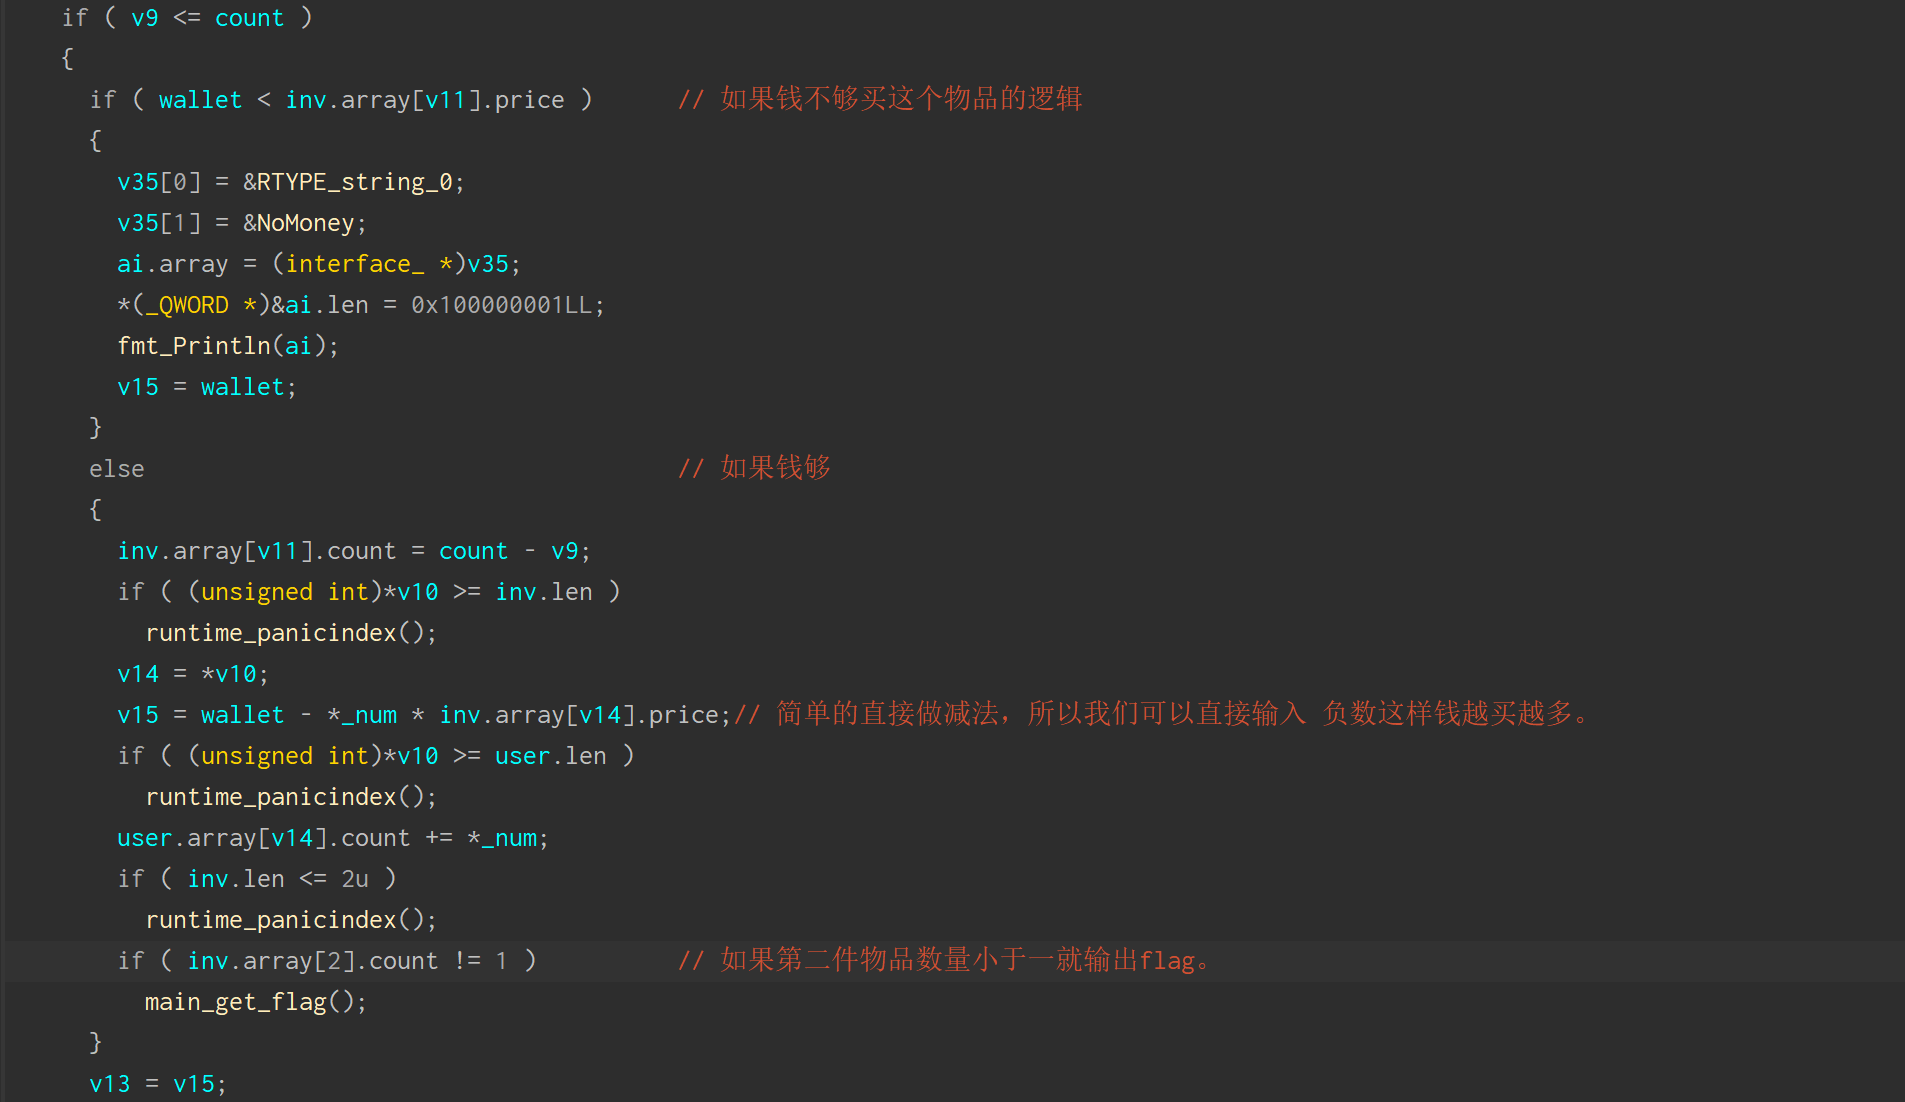 if ( v9 <= count )
{
if ( wallet < inv.array[v11].price ) // 如果钱不够买这个物品的逻辑
{
v35[0] = &RTYPE_string_0;
v35[1] = &NoMoney;
ai.array = (interface_ *)v35;
*(_QWORD *)&ai.len = 0x100000001LL;
fmt_Println(ai);
v15 = wallet;
}
else // 如果钱够
{
inv.array[v11].count = count - v9;
if ( (unsigned int)*v10 >= inv.len )
runtime_panicindex();
v14 = *v10;
v15 = wallet - *_num * inv.array[v14].price;// 简单的直接做减法，所以我们可以直接输入 负数这样钱越买越多。
if ( (unsigned int)*v10 >= user.len )
runtime_panicindex();
user.array[v14].count += *_num;
if ( inv.len <= 2u )
runtime_panicindex();
if ( inv.array[2].count != 1 ) // 如果第二件物品数量小于一就输出flag。
main_get_flag();
}
v13 = v15;